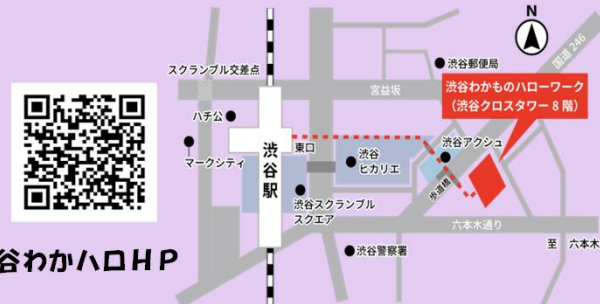 N
国道 246
渋谷郵便局
スクランブル交差点
宮益坂
渋谷わかものハローワーク
（渋谷クロスタワー 8 階）
ハチ公
渋谷アクシュ
マークシティ
渋谷駅
東口
渋谷
ヒカリエ
歩道橋
渋谷スクランブル
スクエア
六本木通り
渋谷警察署
至 六本木
谷わかハロＨＰ